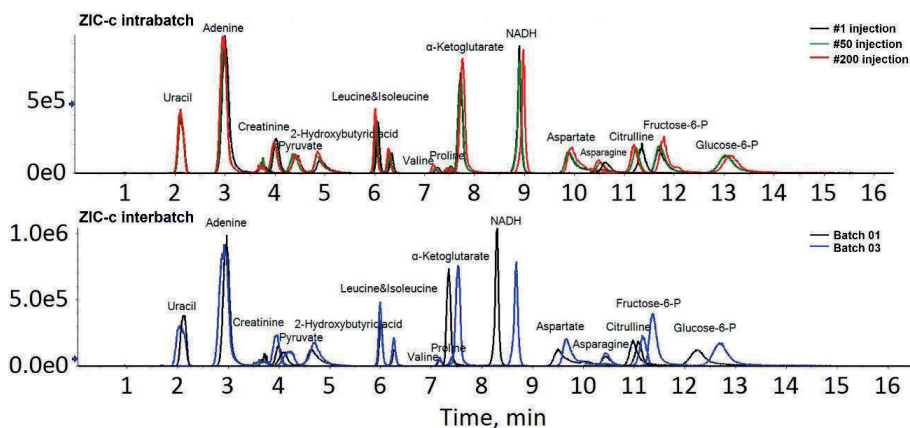 ZIC-c intrabatch
Adenine
#1 injection
#50 injection
#200 injection
NADH
α-Ketoglutarate
5e5
Uracil
Leucine&Isoleucine
Creatinine
2-Hydroxybutyricjacid
Pyruvate
Valine
Proline
Aspartate
Asparagine
Citrulline
Fructose-6-P
Glucose-6-P
0e0
1 2 3 4 5 6 7 8 9 10 11 12 13 14 15 16
ZIC-c interbatch
Adenine
NADH
Batch 01
Batch 03
1.0e6
α-Ketoglutarate
Uracil
Leucine&Isoleucine
Fructose-6-P
5.0e5
Creatinine
2-Hydroxybutyricjacid
Pyruvate
Valine
Proline
Aspartate
Asparagine
Citrulline
Glucose-6-P
0.0e0
1 2 3 4 5 6 7 8 9 10 11 12 13 14 15 16
Time, min